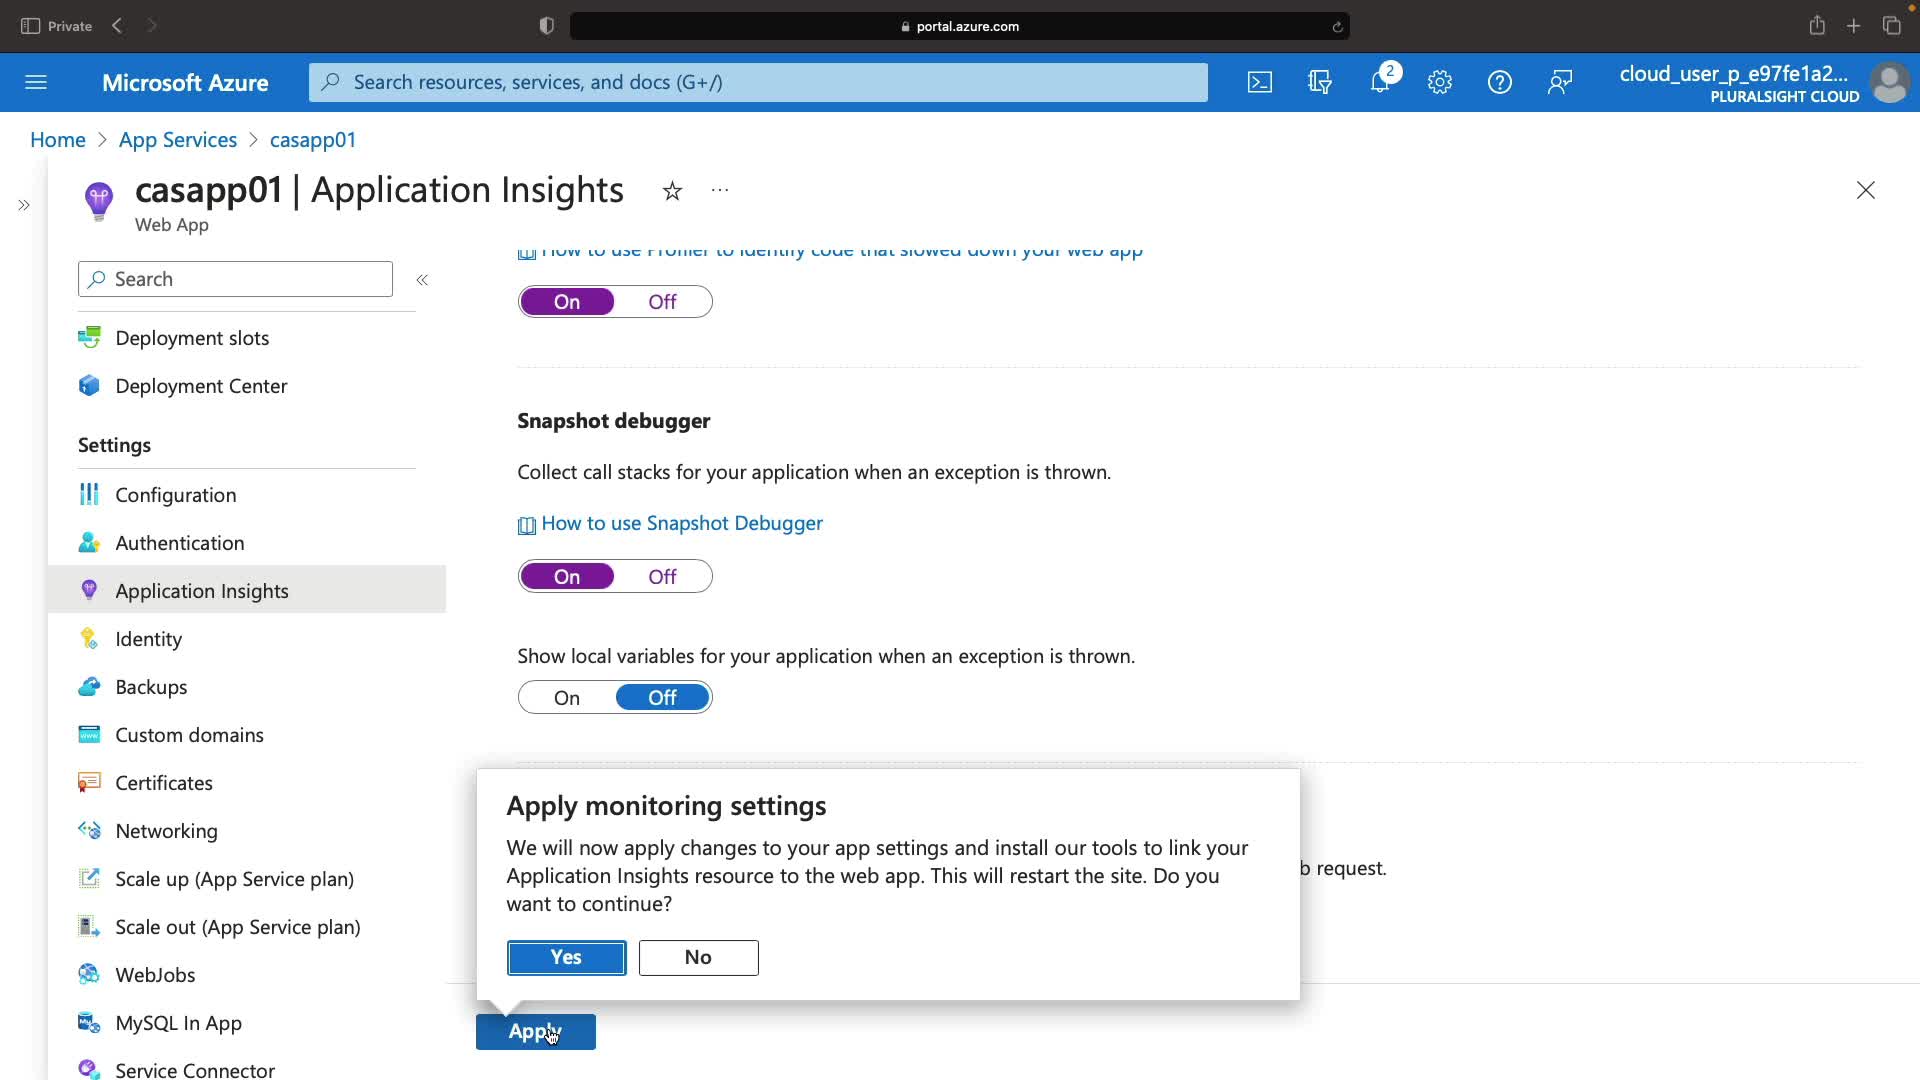 Private
portal.azure.com
Microsoft Azure
Search resources, services, and docs (G+/)
2
cloud_user_p_e97fe1a2...
PLURALSIGHT CLOUD
Home > App Services > casapp01
casapp01 | Application Insights
Web App
Search
Deployment slots
Deployment Center
Settings
Configuration
Authentication
Application Insights
Identity
Backups
Custom domains
Certificates
Networking
Scale up (App Service plan)
Scale out (App Service plan)
WebJobs
MySQL In App
Service Connector
How to use Profiler to identify code that slowed down your web app
On Off
Snapshot debugger
Collect call stacks for your application when an exception is thrown.
How to use Snapshot Debugger
On Off
Show local variables for your application when an exception is thrown.
On Off
b request.
Apply monitoring settings
We will now apply changes to your app settings and install our tools to link your
Application Insights resource to the web app. This will restart the site. Do you
want to continue?
Yes No
Apply